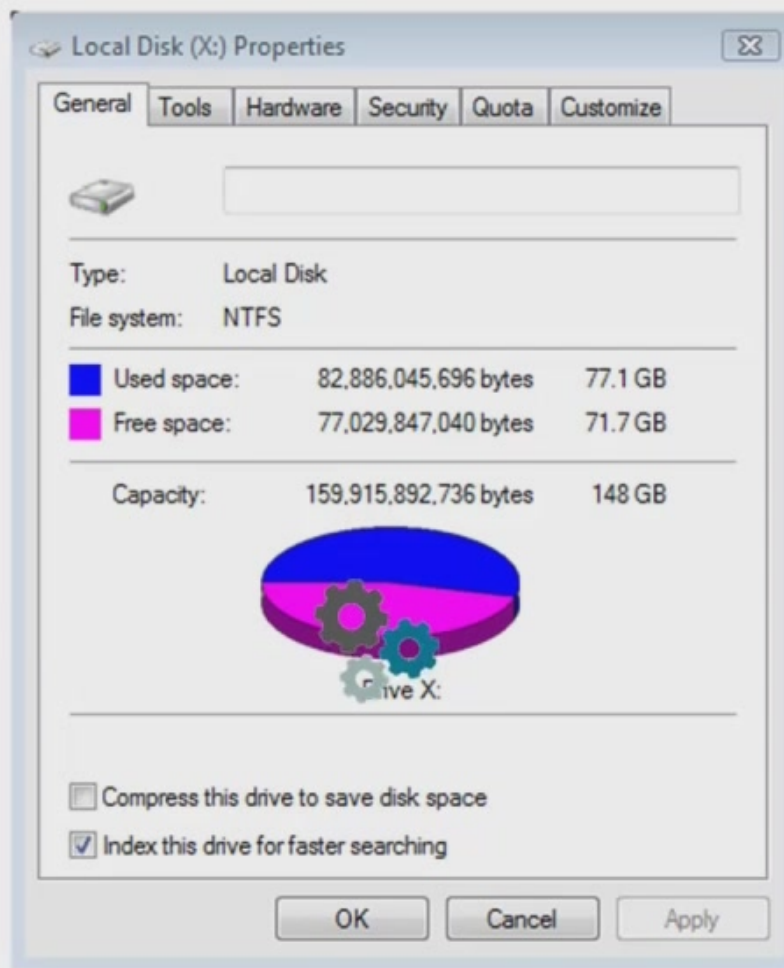 Local Disk (X:) Properties
General Tools Hardware Security Quota Customize
Type: Local Disk
File system: NTFS
Used space: 82,886,045,696 bytes 77.1 GB
Free space: 77,029,847,040 bytes 71.7 GB
Capacity: 159,915,892,736 bytes 148 GB
X:
Compress this drive to save disk space
Index this drive for faster searching
OK Cancel Apply